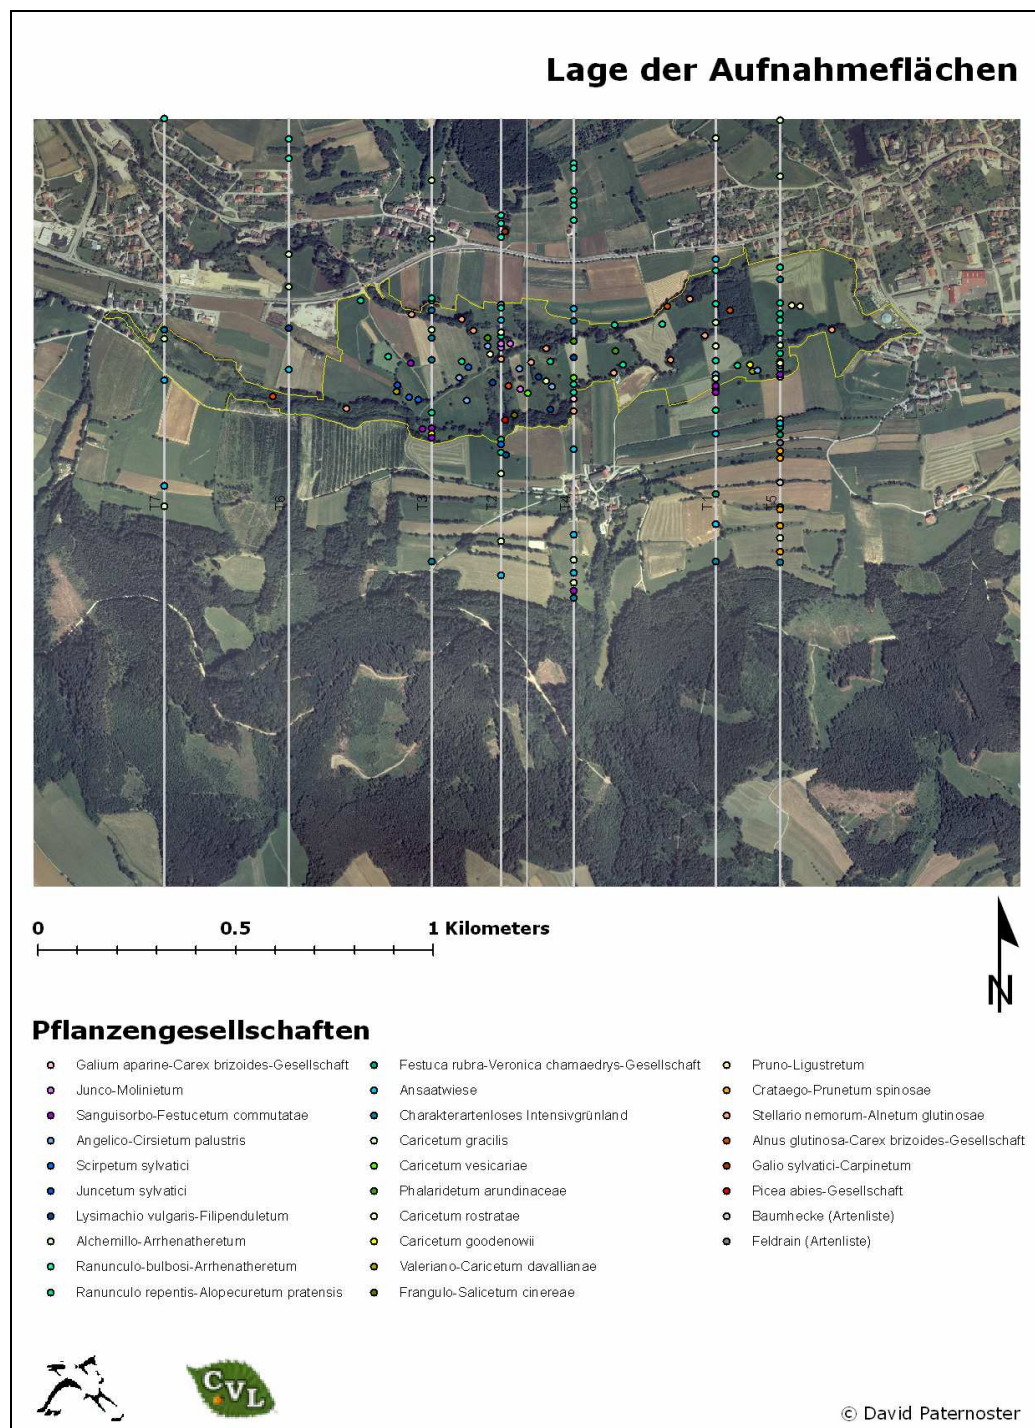 Lage der Aufnahmeflächen
T7
T6
T3
T2
T4
T1
T5
0 0.5 1 Kilometers
N
Pflanzengesellschaften
Galium aparine-Carex brizoides-Gesellschaft
Junco-Molinietum
Sanguisorbo-Festucetum commutatae
Angelico-Cirsietum palustris
Scirpetum sylvatici
Juncetum sylvatici
Lysimachio vulgaris-Filipenduletum
Alchemillo-Arrhenatheretum
Ranunculo-bulbosi-Arrhenatheretum
Ranunculo repentis-Alopecuretum pratensis
Festuca rubra-Veronica chamaedrys-Gesellschaft
Ansaatwiese
Charakterartenloses Intensivgrünland
Caricetum gracilis
Caricetum vesicariae
Phalaridetum arundinaceae
Caricetum rostratae
Caricetum goodenowii
Valeriano-Caricetum davallianae
Frangulo-Salicetum cinereae
Pruno-Ligustretum
Crataego-Prunetum spinosae
Stellario nemorum-Alnetum glutinosae
Alnus glutinosa-Carex brizoides-Gesellschaft
Galio sylvatici-Carpinetum
Picea abies-Gesellschaft
Baumhecke (Artenliste)
Feldrain (Artenliste)
CVL
© David Paternoster